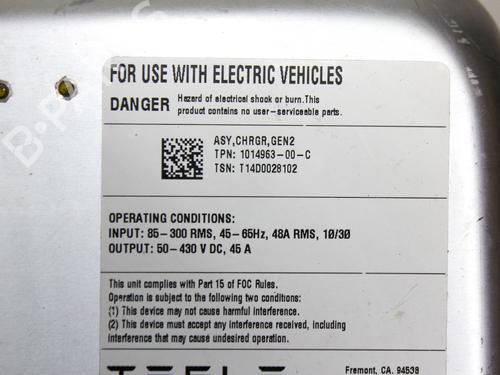 FOR USE WITH ELECTRIC VEHICLES
DANGER Hazard of electrical shock or burn.This
product contains no user-serviceable parts.
ASY,CHRGR,GEN2
TPN: 1014963-00-C
TSN: T14D0028102
OPERATING CONDITIONS:
INPUT: 85-300 RMS, 45-65Hz, 48A RMS, 1Ø/3Ø
OUTPUT: 50-430 V DC, 45 A
This unit complies with Part 15 of FCC Rules.
Operation is subject to the following two conditions:
(1) This device may not cause harmful interference.
(2) This device must accept any interference received, including
interference that may cause undesired operation.
TESLA
Fremont, CA. 94538